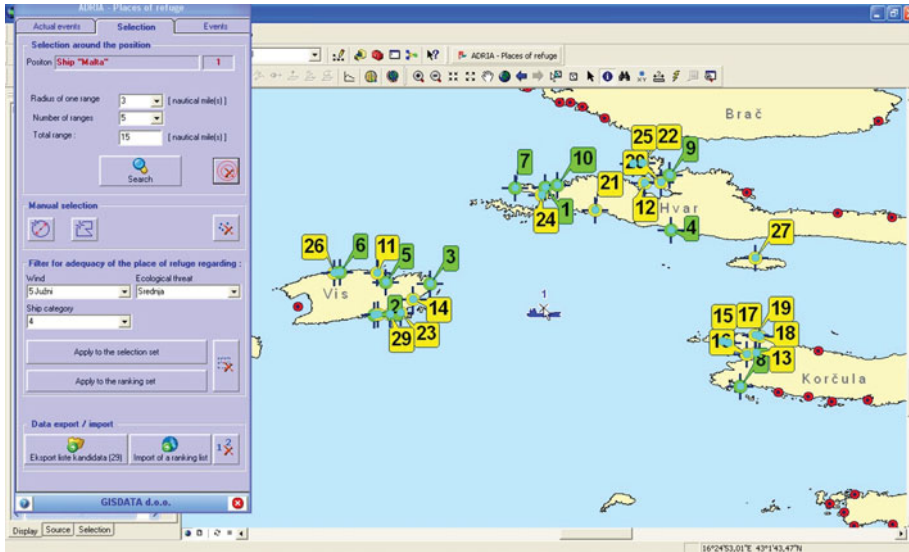 ADRIA - Places of refuge
Actual events
Selection
Events
Selection around the position
Positon Ship "Malta" 1
Radius of one range 3 [ nautical mile(s) ]
Number of ranges 5
Total range : 15 [ nautical mile(s) ]
Search
Manual selection
Filter for adequacy of the place of refuge regarding :
Wind Ecological threat
5 Južni Srednja
Ship category
4
Apply to the selection set
Apply to the ranking set
Data export / import
Eksport liste kandidata (29) Import of a ranking list 1 2
GISDATA d.o.o.
Display Source Selection
ADRIA - Places of refuge
Brač
25 22
7 10 20 9
21
24 1 12 Hvar
4
26 6 11 27
5 3
Vis
1
2 14
29 23
15 17 19
18
8 13
Korčula
16°24'53,01"E 43°1'43,47"N